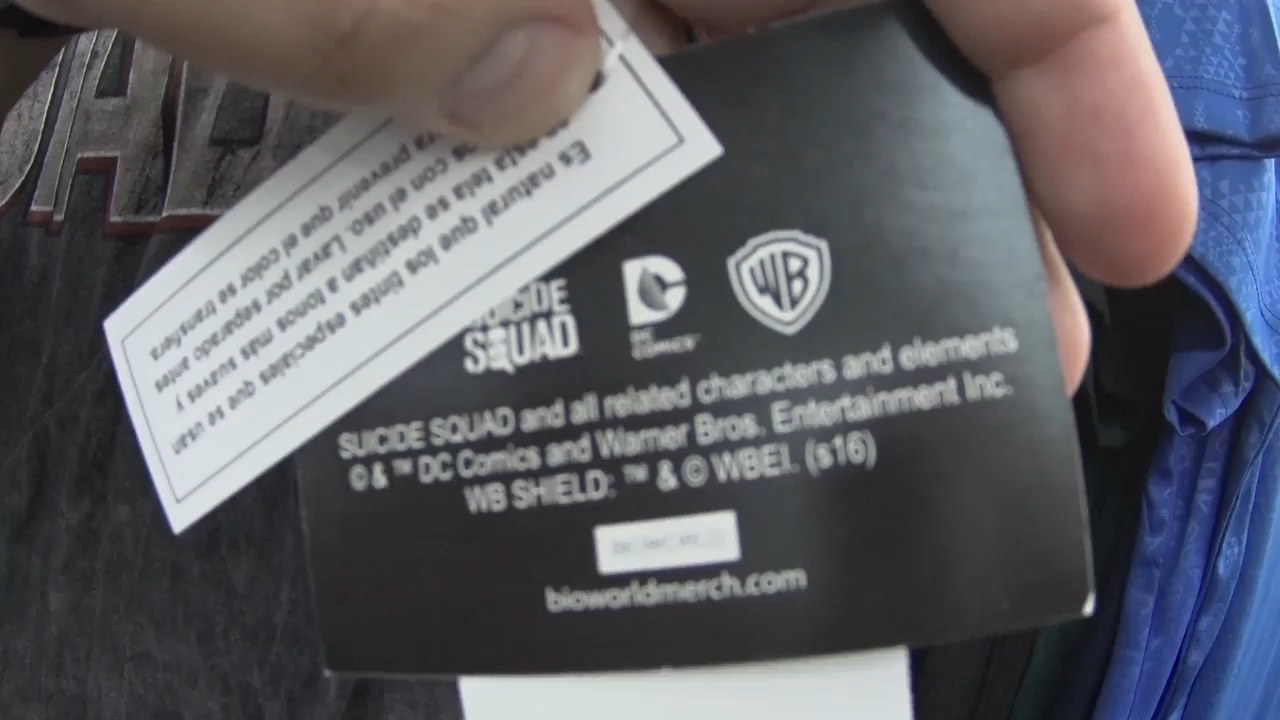 Es natural que los tintes especiales que se usan
esta tela se destiñan a tonos más suaves y
con el uso. Lavar por separado antes
prevenir que el color se transfiera
SUICIDE
SQUAD
DC
COMICS™
WB
SUICIDE SQUAD and all related characters and elements
© & ™ DC Comics and Warner Bros. Entertainment Inc.
WB SHIELD: ™ & © WBEI. (s16)
bioworldmerch.com